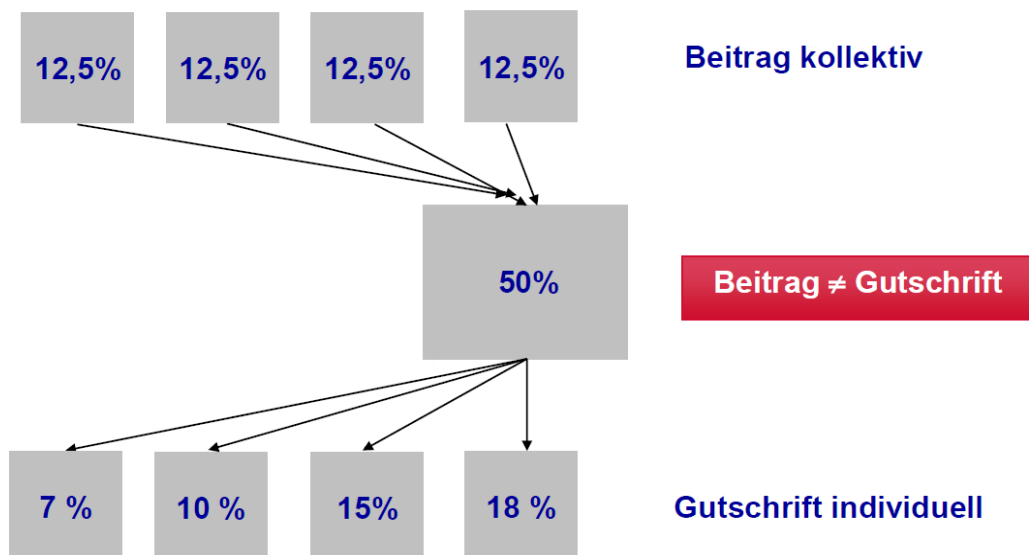 12,5% 12,5% 12,5% 12,5% Beitrag kollektiv
50% Beitrag ≠ Gutschrift
7 % 10 % 15% 18 % Gutschrift individuell